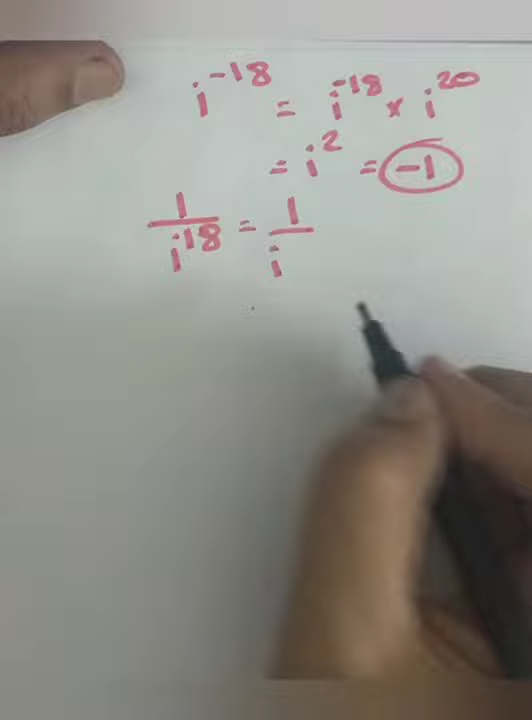 i^-18 = i^-18 × i^20
= i^2 = -1
1/i^18 = 1/i